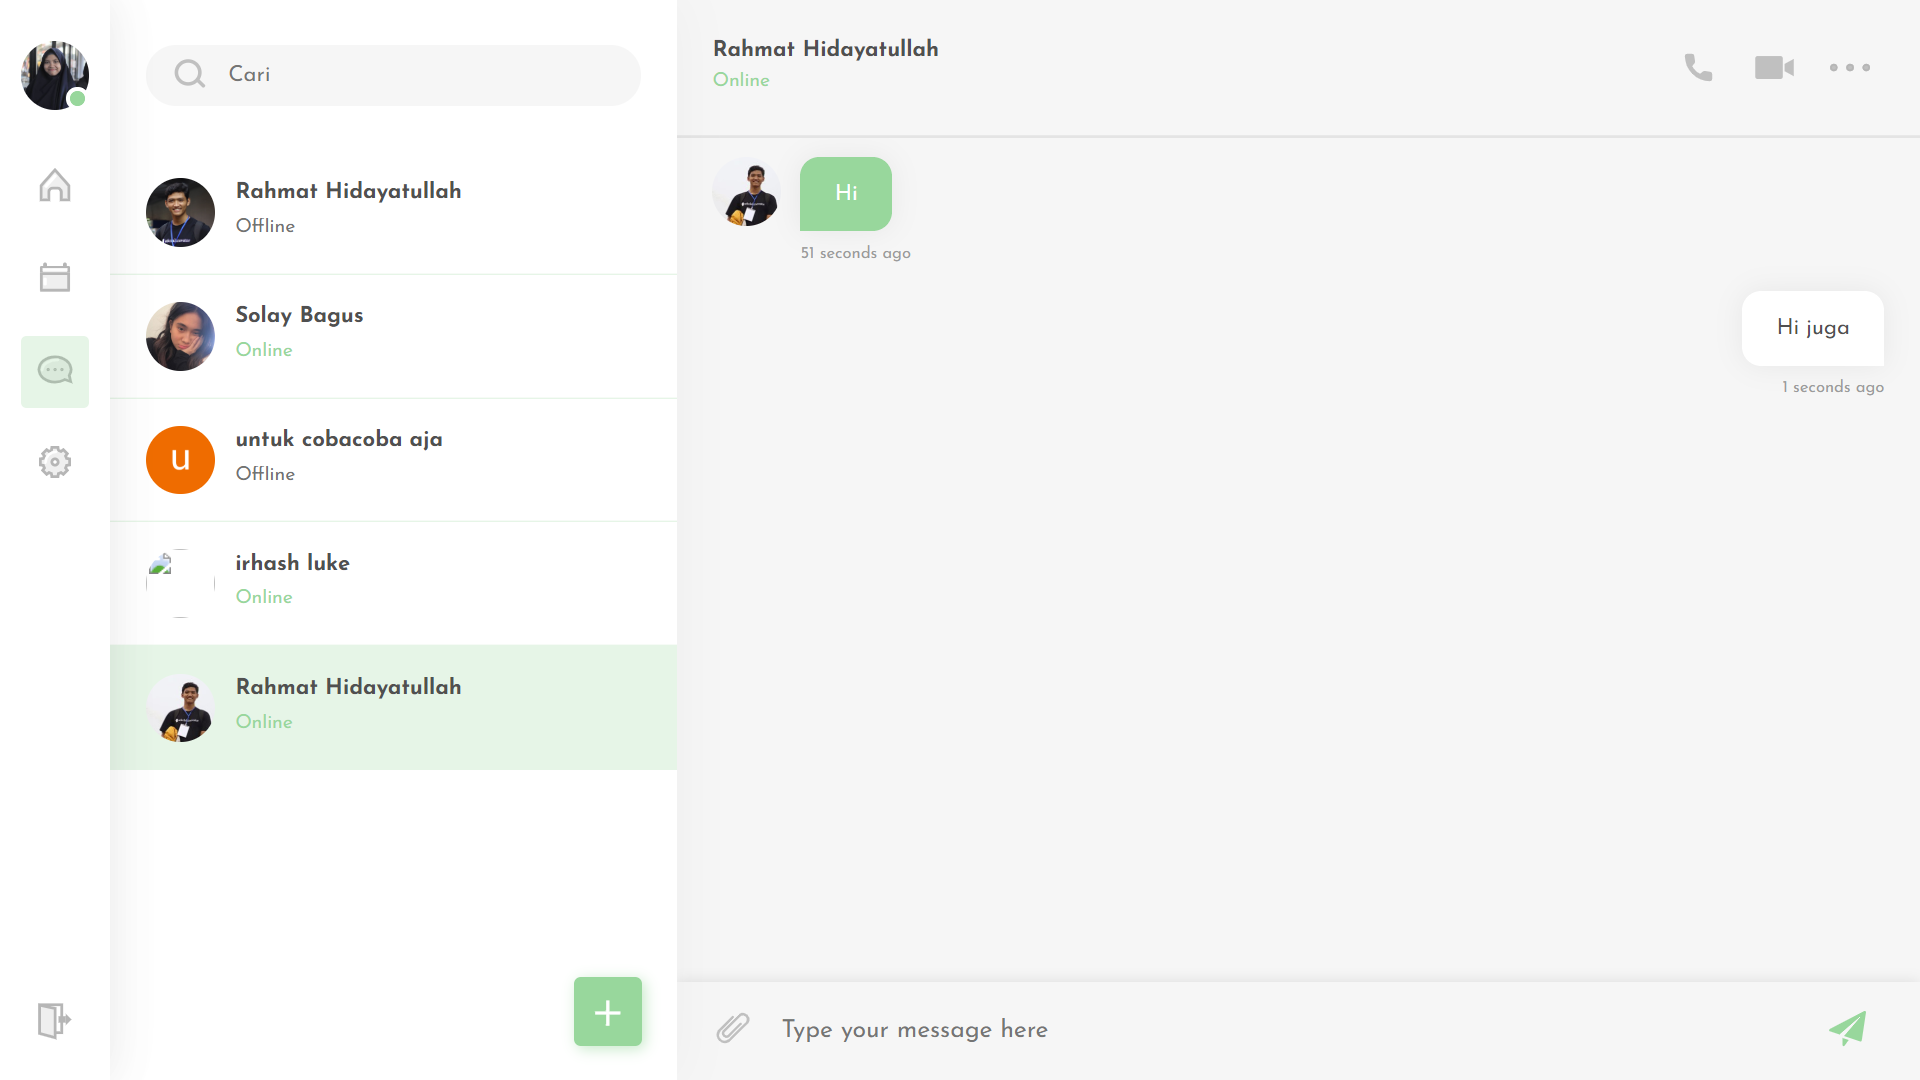 Cari
Rahmat Hidayatullah
Offline
Solay Bagus
Online
u
untuk cobacoba aja
Offline
irhash luke
Online
Rahmat Hidayatullah
Online
Rahmat Hidayatullah
Online
Hi
51 seconds ago
Hi juga
1 seconds ago
Type your message here